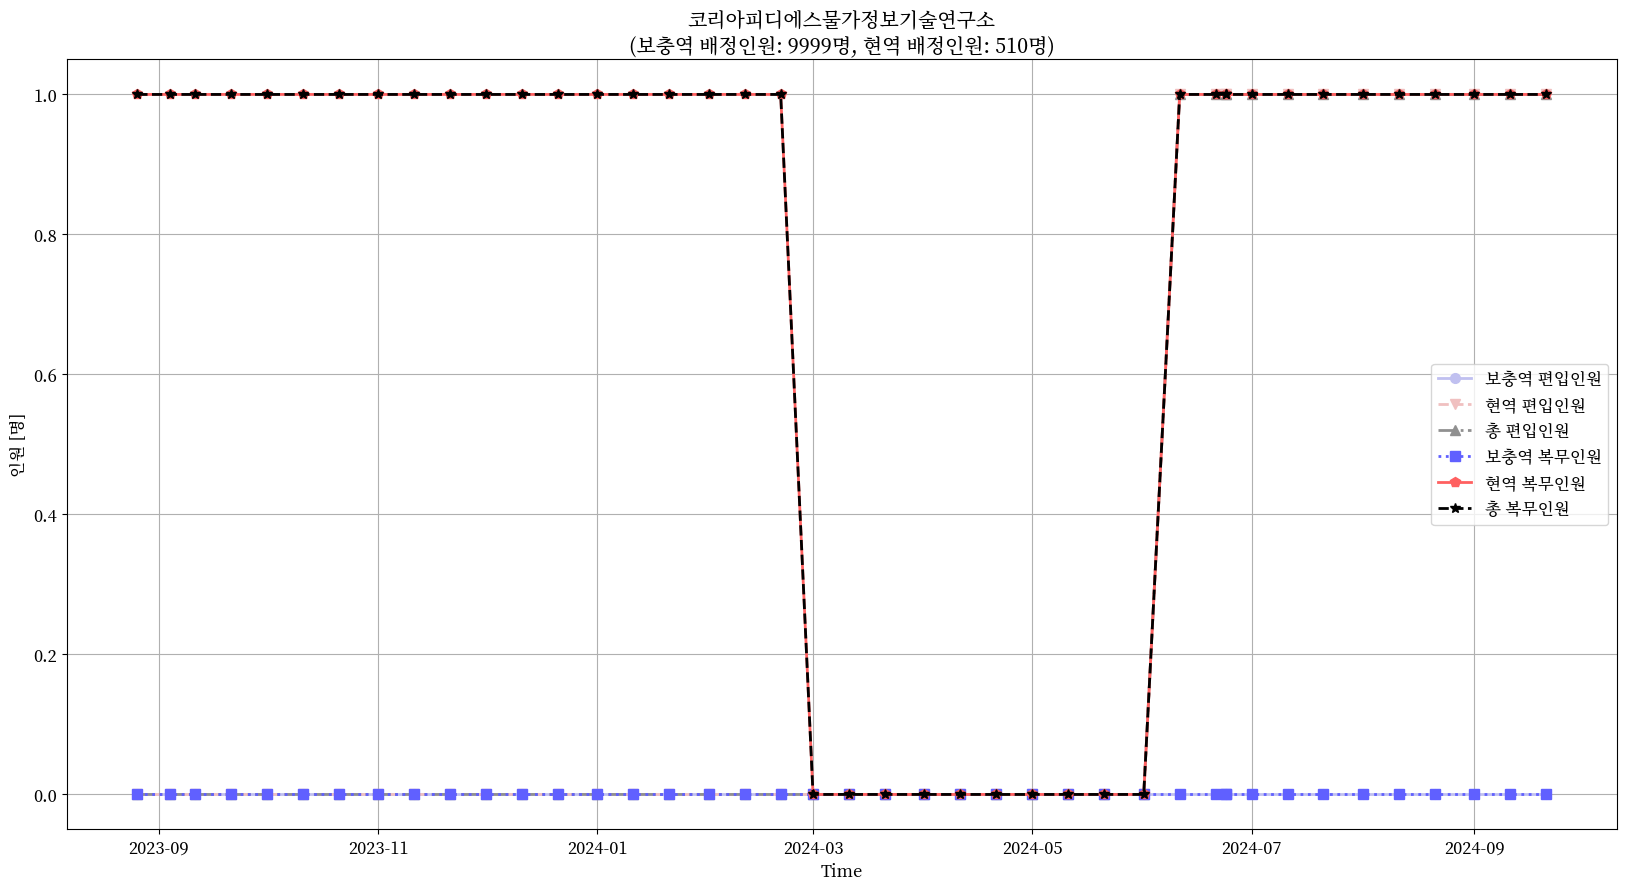 코리아피디에스물가정보기술연구소
(보충역 배정인원: 9999명, 현역 배정인원: 510명)
1.0
0.8
0.6
0.4
0.2
0.0
인원 [명]
보충역 편입인원
현역 편입인원
총 편입인원
보충역 복무인원
현역 복무인원
총 복무인원
2023-09 2023-11 2024-01 2024-03 2024-05 2024-07 2024-09
Time